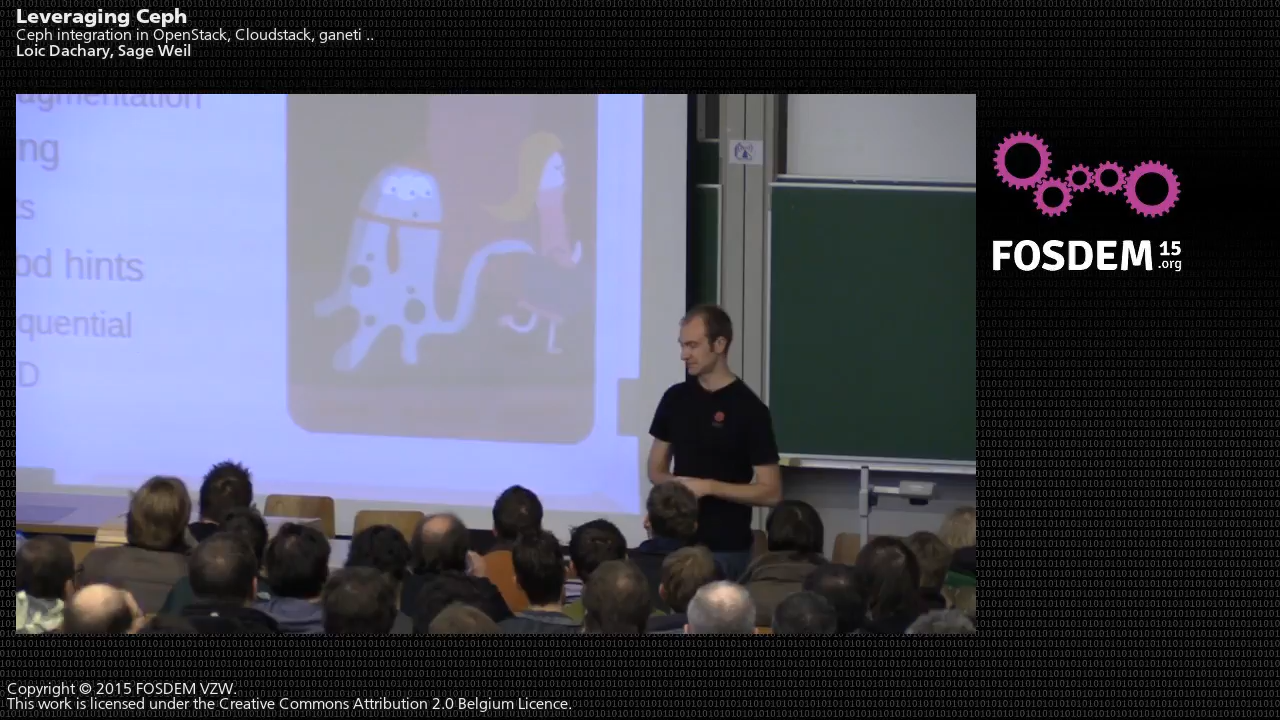 Leveraging Ceph
Ceph integration in OpenStack, Cloudstack, ganeti ..
Loic Dachary, Sage Weil
ng
ts
od hints
quential
D
FOSDEM 15
.org
Copyright © 2015 FOSDEM VZW.
This work is licensed under the Creative Commons Attribution 2.0 Belgium Licence.